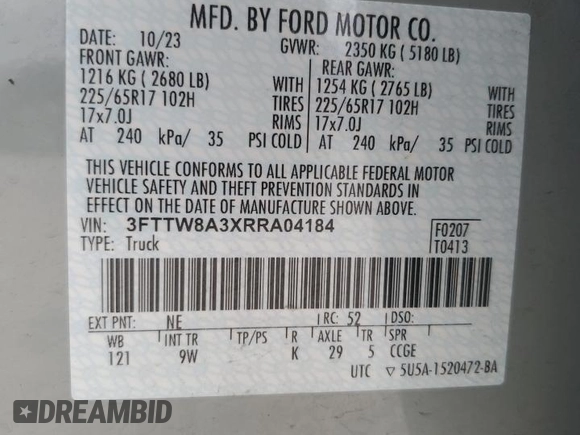 MFD. BY FORD MOTOR CO.
DATE: 10/23 GVWR: 2350 KG ( 5180 LB)
FRONT GAWR: REAR GAWR:
1216 KG ( 2680 LB) WITH 1254 KG ( 2765 LB) WITH
225/65R17 102H TIRES 225/65R17 102H TIRES
17x7.0J RIMS 17x7.0J RIMS
AT 240 kPa/ 35 PSI COLD AT 240 kPa/ 35 PSI COLD
THIS VEHICLE CONFORMS TO ALL APPLICABLE FEDERAL MOTOR
VEHICLE SAFETY AND THEFT PREVENTION STANDARDS IN
EFFECT ON THE DATE OF MANUFACTURE SHOWN ABOVE.
VIN: 3FTTW8A3XRRA04184 F0207
TYPE: Truck T0413
EXT PNT: NE RC: 52 DSO:
WB INT TR TP/PS R AXLE TR SPR
121 9W K 29 5 CCGE
UTC ▽ 5U5A-1520472-BA
DREAMBID